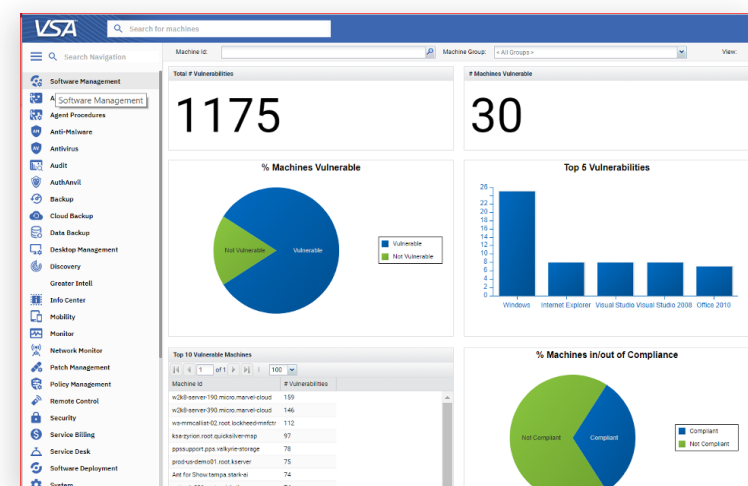 VSA
Search for machines
Search Navigation
Machine Id:
Machine Group:
< All Groups >
View:
Software Management
A
Software Management
Agent Procedures
Anti-Malware
Antivirus
Audit
AuthAnvil
Backup
Cloud Backup
Data Backup
Desktop Management
Discovery
Greater Intell
Info Center
Mobility
Monitor
Network Monitor
Patch Management
Policy Management
Remote Control
Security
Service Billing
Service Desk
Software Deployment
System
Total # Vulnerabilities
1175
# Machines Vulnerable
30
% Machines Vulnerable
Not Vulnerable
Vulnerable
Vulnerable
Not Vulnerable
Top 5 Vulnerabilities
26
22
20
18
16
14
12
10
8
6
4
2
0
Windows
Internet Explorer
Visual Studio
Visual Studio 2008
Office 2010
Top 10 Vulnerable Machines
1 of 1
100
Machine Id # Vulnerabilities
w2k8-server-190.micro.marvel-cloud 159
w2k8-server-390.micro.marvel-cloud 146
ws-mmcalliat-02.root.lockheed-mefctr 112
ksa-zyrion.root.quicksilver-map 97
ppssupport.pps.valkyrie-storage 78
prod-us-demo01.root.kserver 75
Ant for Show.tampa.stark-ai 74
% Machines in/out of Compliance
Not Compliant
Compliant
Compliant
Not Compliant